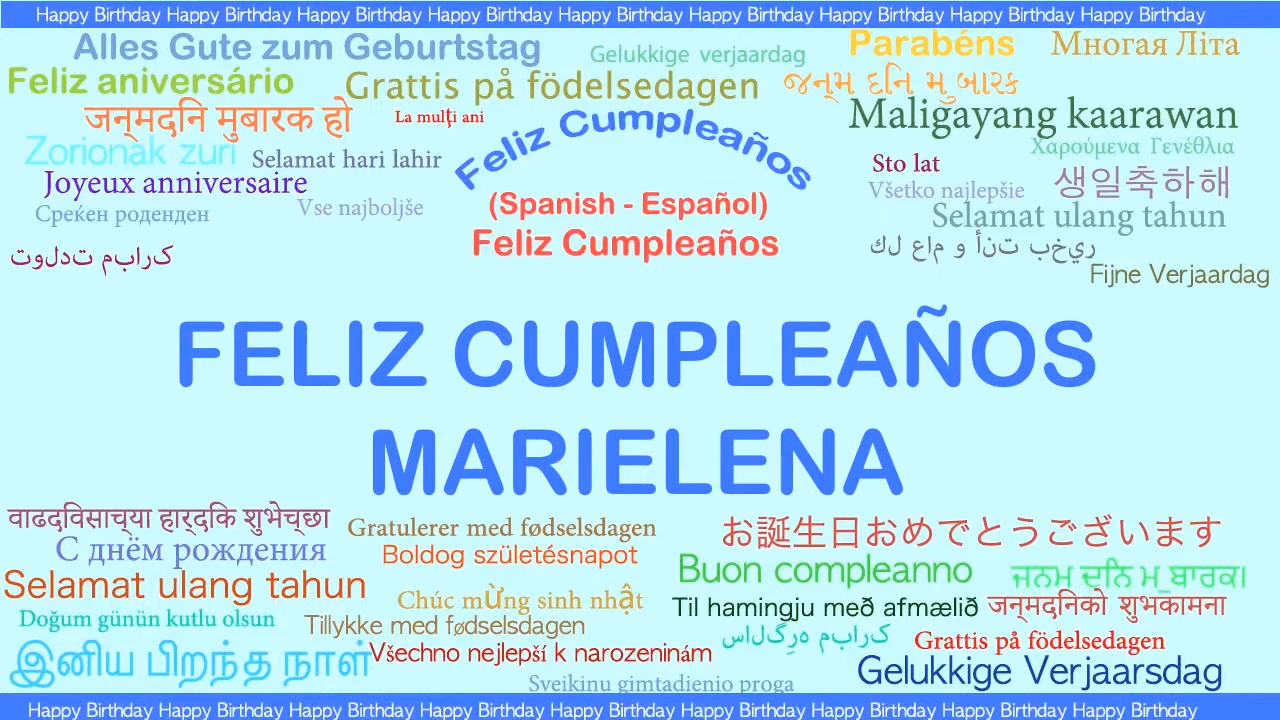 Happy Birthday Happy Birthday Happy Birthday Happy Birthday Happy Birthday Happy Birthday Happy Birthday Happy Birthday Happy Birthday
Alles Gute zum Geburtstag
Gelukkige verjaardag
Parabéns
Многая Літа
Feliz aniversário
Grattis på födelsedagen
જન્મ દિન મુબારક
जन्मदिन मुबारक हो
La mulţi ani
Feliz Cumpleaños
Maligayang kaarawan
Zorionak zuri
Selamat hari lahir
Sto lat
Χαρούμενα Γενέθλια
Joyeux anniversaire
(Spanish - Español)
Všetko najlepšie
생일축하해
Среќен роденден
Vse najboljše
Selamat ulang tahun
Feliz Cumpleaños
تولدت مبارک
كل عام و أنت بخير
Fijne Verjaardag
FELIZ CUMPLEAÑOS
MARIELENA
वाढदिवसाच्या हार्दिक शुभेच्छा
Gratulerer med fødselsdagen
お誕生日おめでとうございます
С днём рождения
Boldog születésnapot
Buon compleanno
ਜਨਮ ਦਿਨ ਮੁਬਾਰਕ।
Selamat ulang tahun
Chúc mừng sinh nhật
Til hamingju með afmælið
जन्मदिनको शुभकामना
Doğum günün kutlu olsun
Tillykke med fødselsdagen
سالگرہ مبارک
Grattis på födelsedagen
இனிய பிறந்த நாள்
Všechno nejlepší k narozeninám
Gelukkige Verjaarsdag
Sveikinu gimtadienio proga
Happy Birthday Happy Birthday Happy Birthday Happy Birthday Happy Birthday Happy Birthday Happy Birthday Happy Birthday Happy Birthday